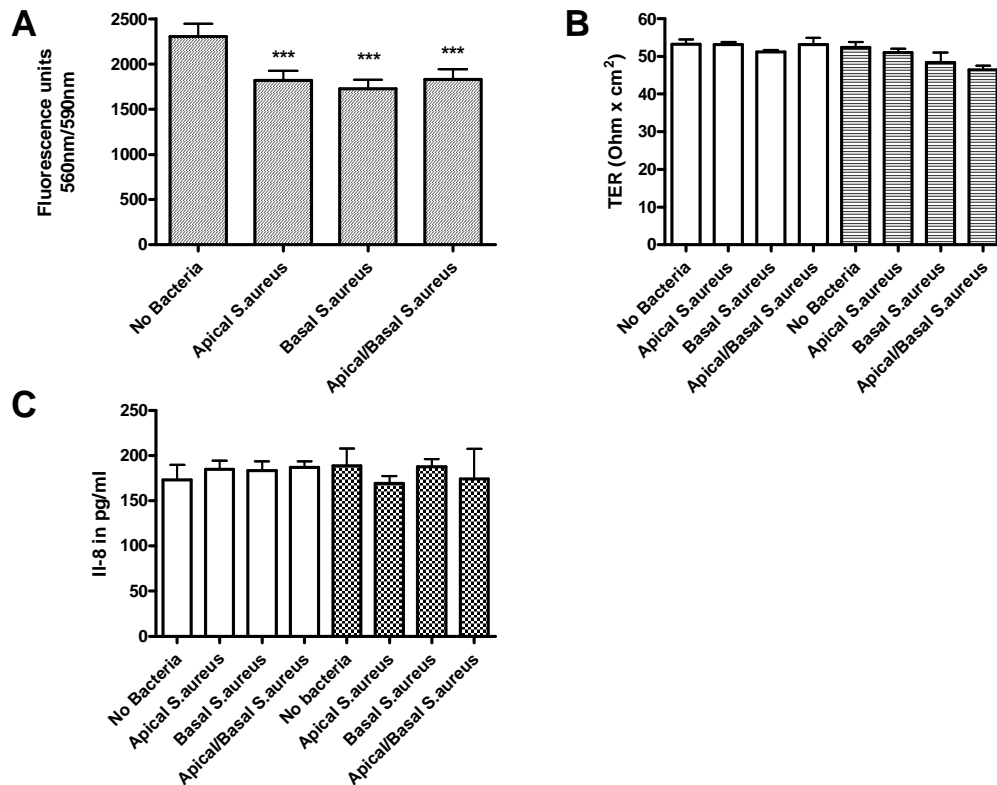 A
Fluorescence units
560nm/590nm
2500
2000
1500
1000
500
0
***
***
***
No Bacteria
Apical S.aureus
Basal S.aureus
Apical/Basal S.aureus
B
TER (Ohm x cm²)
60
50
40
30
20
10
0
No Bacteria
Apical S.aureus
Basal S.aureus
Apical/Basal S.aureus
No Bacteria
Apical S.aureus
Basal S.aureus
Apical/Basal S.aureus
C
Il-8 in pg/ml
250
200
150
100
50
0
No Bacteria
Apical S.aureus
Basal S.aureus
Apical/Basal S.aureus
No bacteria
Apical S.aureus
Basal S.aureus
Apical/Basal S.aureus